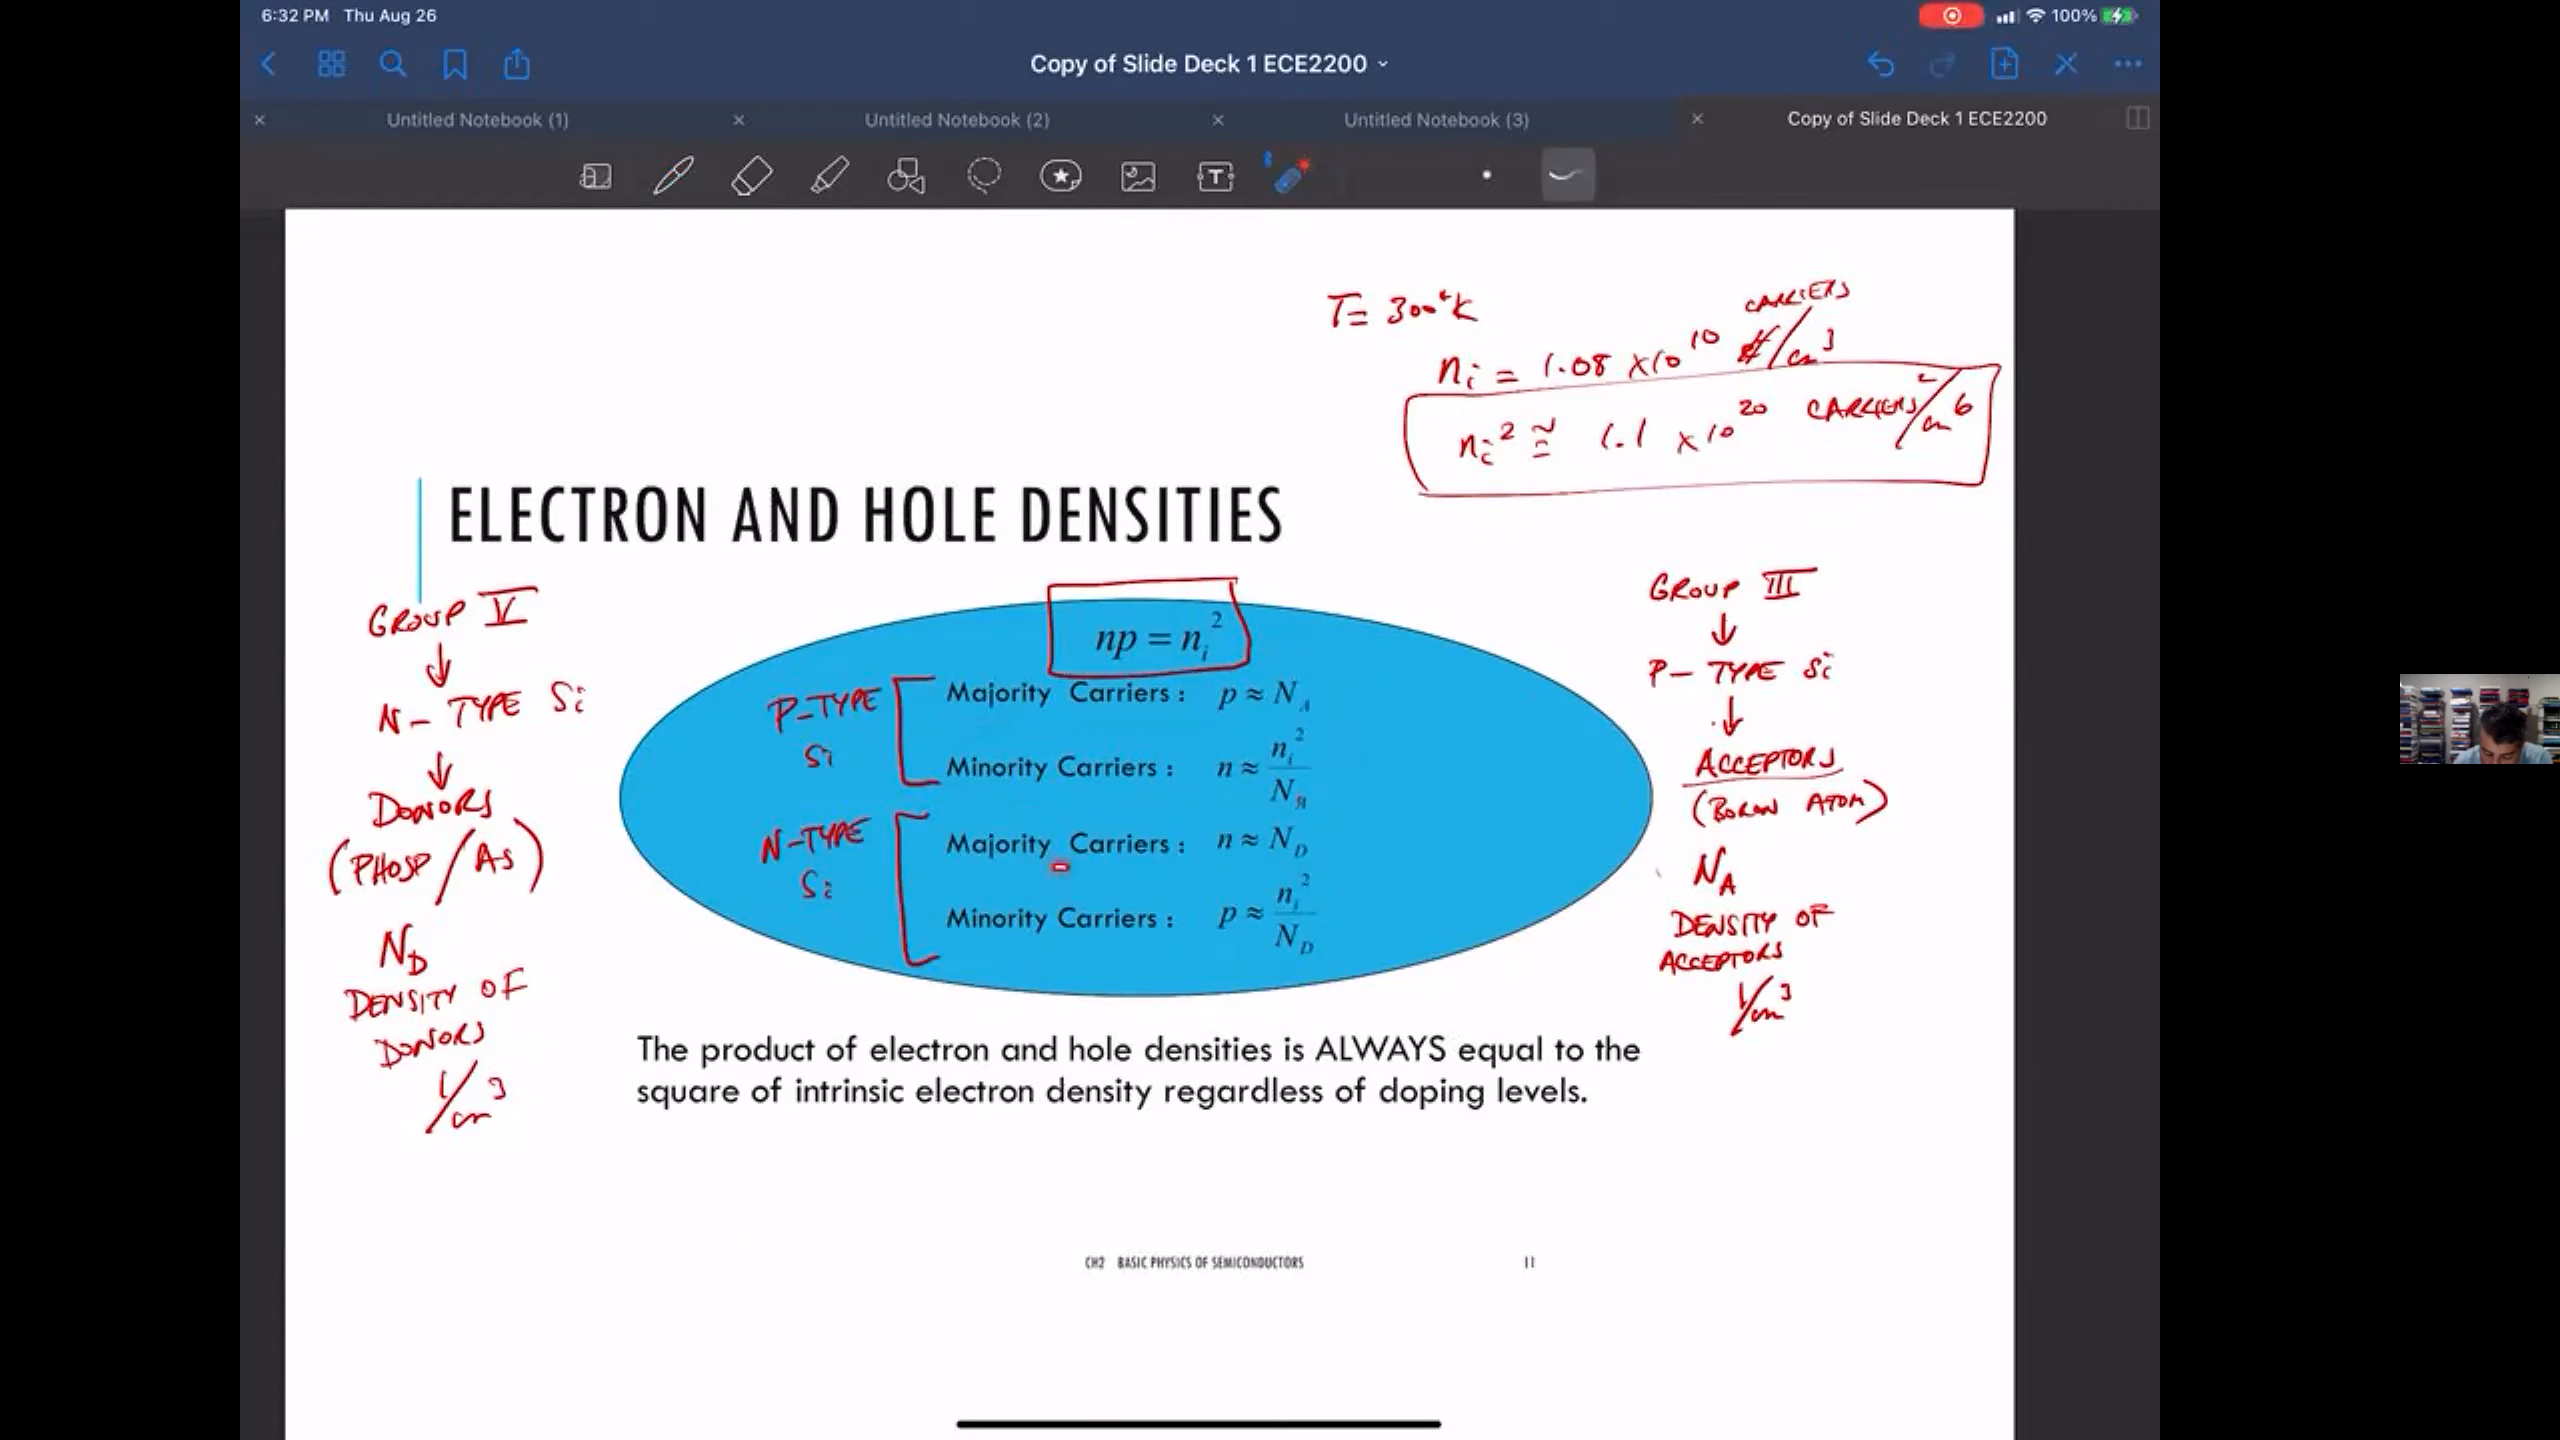 6:32 PM Thu Aug 26
100%
Copy of Slide Deck 1 ECE2200
Untitled Notebook (1)
Untitled Notebook (2)
Untitled Notebook (3)
Copy of Slide Deck 1 ECE2200
T= 300°K
CARRIERS
nᵢ = 1.08 x10¹⁰ #/cm³
nᵢ² ≅ 1.1 x10²⁰ CARRIERS²/cm⁶
ELECTRON AND HOLE DENSITIES
GROUP V
↓
N- TYPE Si
↓
DONORS
(PHOSP/AS)
N_D
DENSITY OF
DONORS
1/cm³
np = nᵢ²
P-TYPE
Si
Majority Carriers : p ≈ N_A
Minority Carriers : n ≈ nᵢ²/N_A
N-TYPE
Si
Majority Carriers : n ≈ N_D
Minority Carriers : p ≈ nᵢ²/N_D
GROUP III
↓
P- TYPE Si
↓
ACCEPTORS
(BORON ATOM)
N_A
DENSITY OF
ACCEPTORS
1/cm³
The product of electron and hole densities is ALWAYS equal to the
square of intrinsic electron density regardless of doping levels.
CH2 BASIC PHYSICS OF SEMICONDUCTORS
11